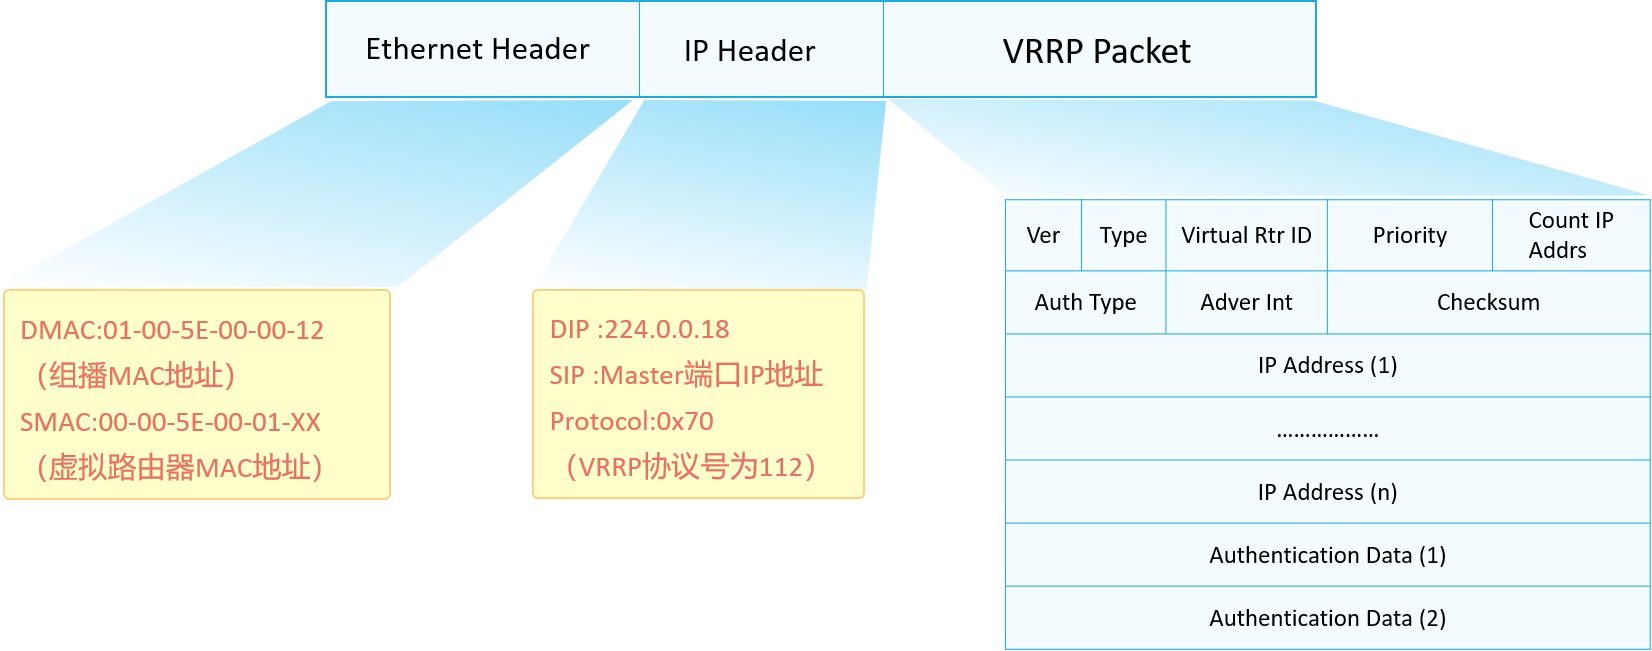 Ethernet Header
IP Header
VRRP Packet
DMAC:01-00-5E-00-00-12
（组播MAC地址）
SMAC:00-00-5E-00-01-XX
（虚拟路由器MAC地址）
DIP :224.0.0.18
SIP :Master端口IP地址
Protocol:0x70
（VRRP协议号为112）
Ver
Type
Virtual Rtr ID
Priority
Count IP
Addrs
Auth Type
Adver Int
Checksum
IP Address (1)
………………
IP Address (n)
Authentication Data (1)
Authentication Data (2)